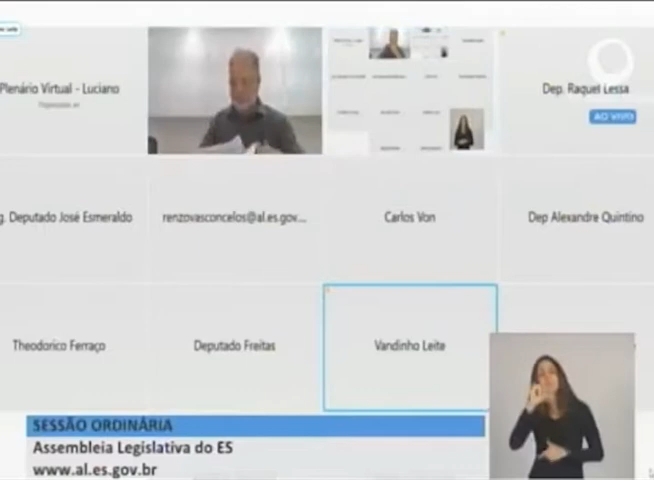 Plenário Virtual - Luciano
Dep. Raquel Lessa
AO VIVO
g. Deputado José Esmeraldo
renzovasconcelos@al.es.gov...
Carlos Von
Dep Alexandre Quintino
Theodorico Ferraço
Deputado Freitas
Vandinho Leite
SESSÃO ORDINÁRIA
Assembleia Legislativa do ES
www.al.es.gov.br